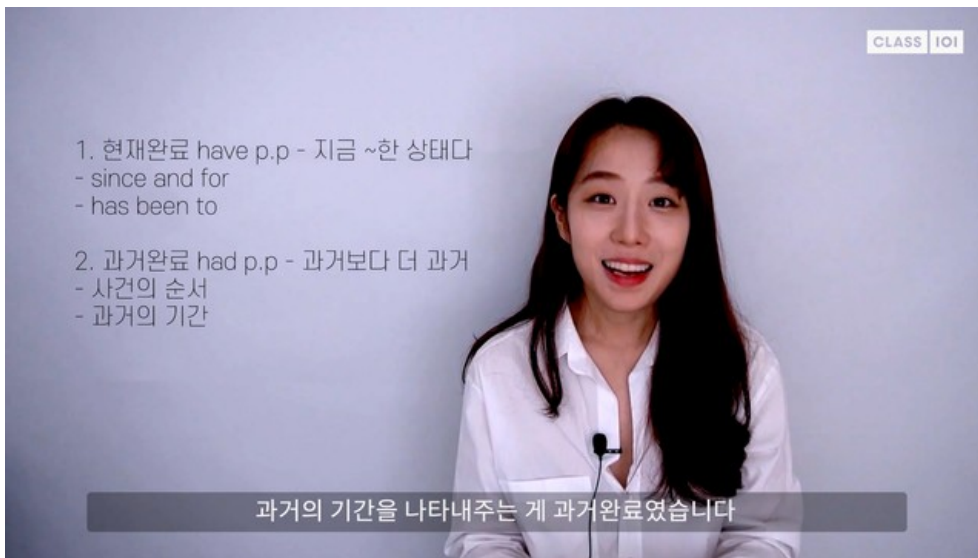 CLASS 101
1. 현재완료 have p.p - 지금 ~한 상태다
- since and for
- has been to
2. 과거완료 had p.p - 과거보다 더 과거
- 사건의 순서
- 과거의 기간
과거의 기간을 나타내주는 게 과거완료였습니다